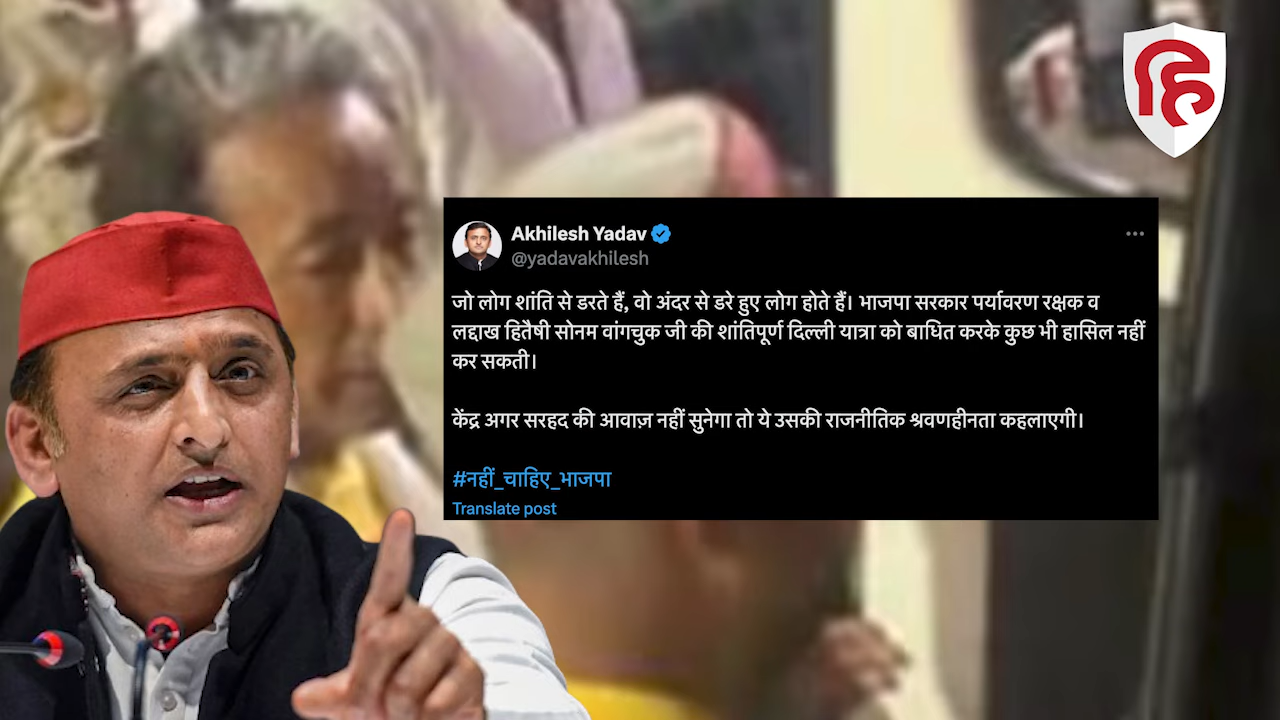 Akhilesh Yadav
@yadavakhilesh
जो लोग शांति से डरते हैं, वो अंदर से डरे हुए लोग होते हैं। भाजपा सरकार पर्यावरण रक्षक व
लद्दाख हितैषी सोनम वांगचुक जी की शांतिपूर्ण दिल्ली यात्रा को बाधित करके कुछ भी हासिल नहीं
कर सकती।
केंद्र अगर सरहद की आवाज़ नहीं सुनेगा तो ये उसकी राजनीतिक श्रवणहीनता कहलाएगी।
#नहीं_चाहिए_भाजपा
Translate post
हि